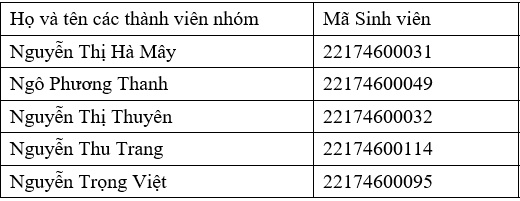 Họ và tên các thành viên nhóm Mã Sinh viên
Nguyễn Thị Hà Mây 22174600031
Ngô Phương Thanh 22174600049
Nguyễn Thị Thuyên 22174600032
Nguyễn Thu Trang 22174600114
Nguyễn Trọng Việt 22174600095